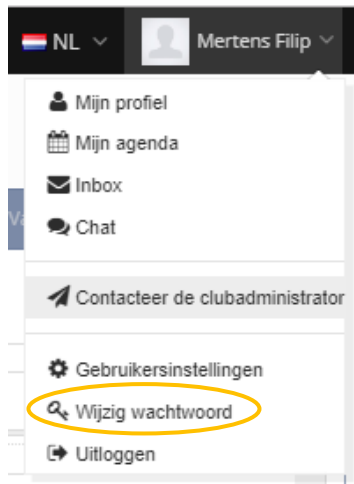 NL Mertens Filip
Mijn profiel
Mijn agenda
Inbox
Chat
Contacteer de clubadministrator
Gebruikersinstellingen
Wijzig wachtwoord
Uitloggen